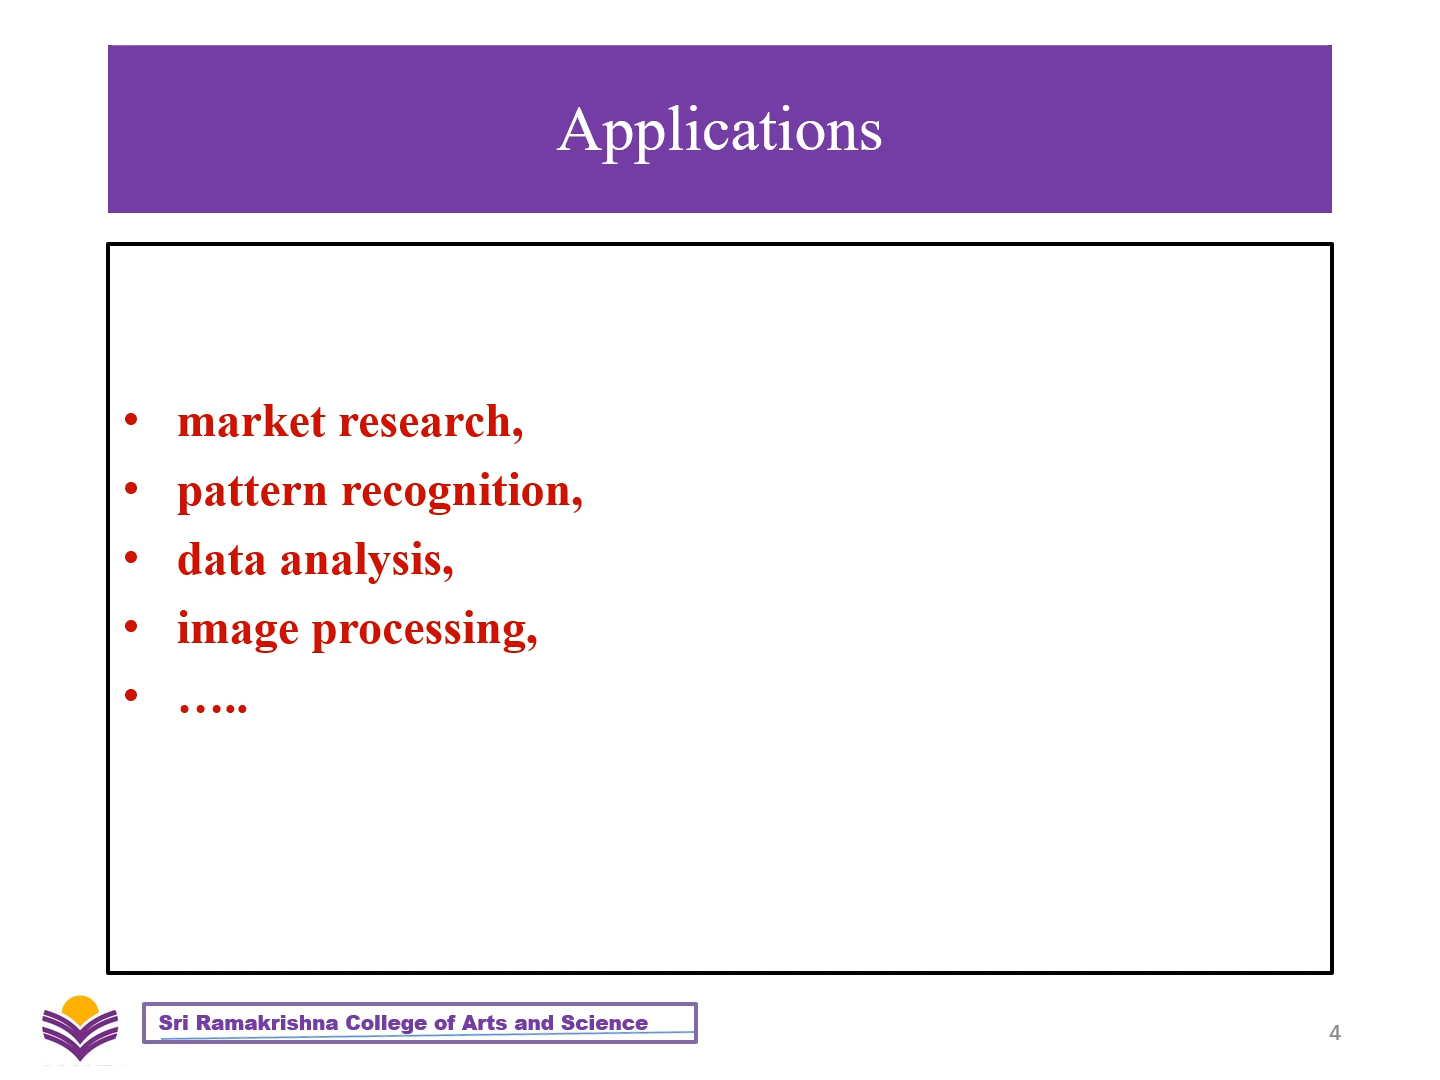 Applications
• market research,
• pattern recognition,
• data analysis,
• image processing,
• …..
Sri Ramakrishna College of Arts and Science
4